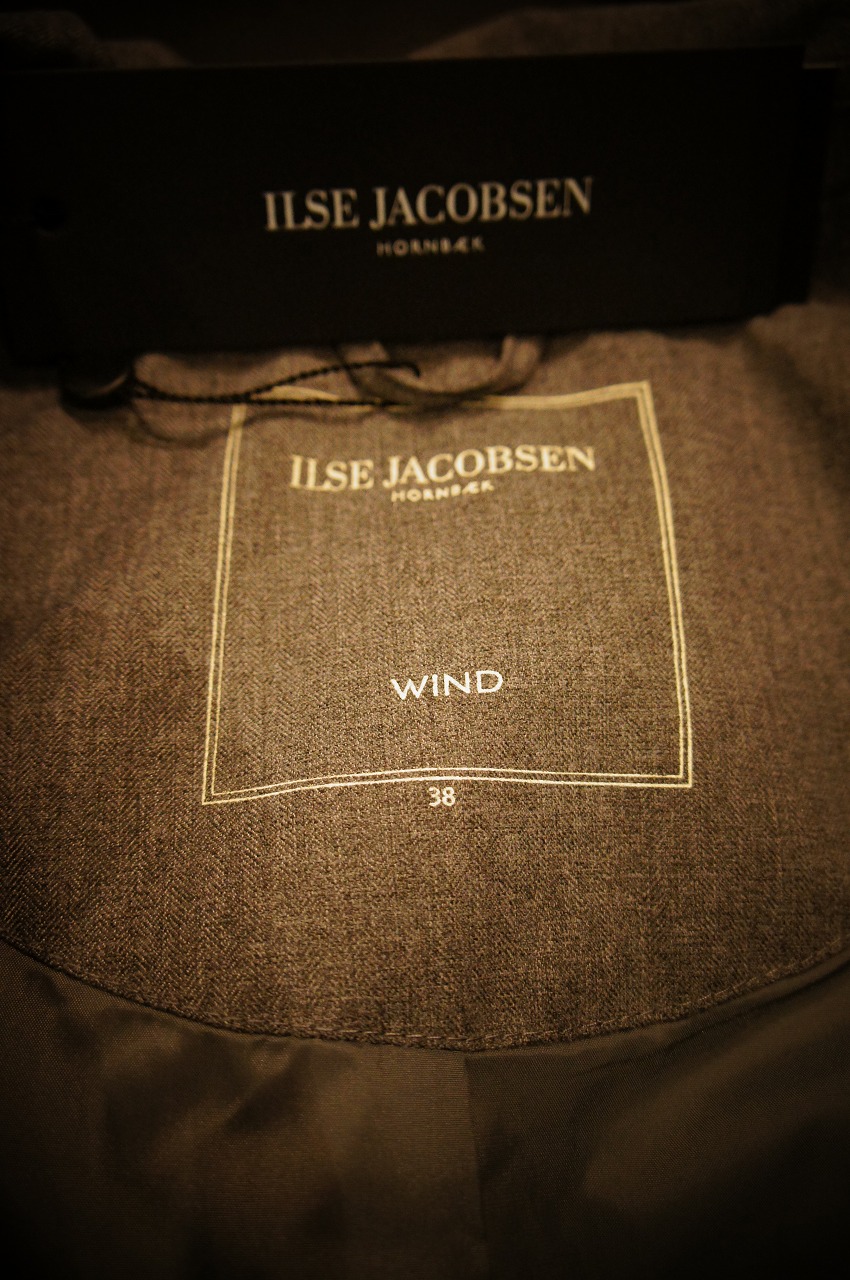 ILSE JACOBSEN
HORNBÆK
ILSE JACOBSEN
HORNBÆK
WIND
38